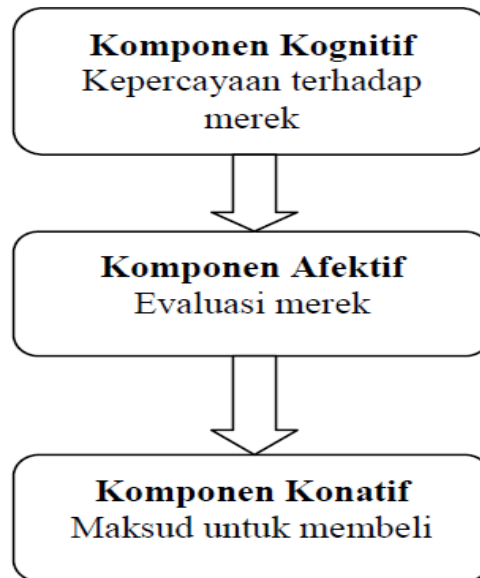 Komponen Kognitif
Kepercayaan terhadap
merek
Komponen Afektif
Evaluasi merek
Komponen Konatif
Maksud untuk membeli